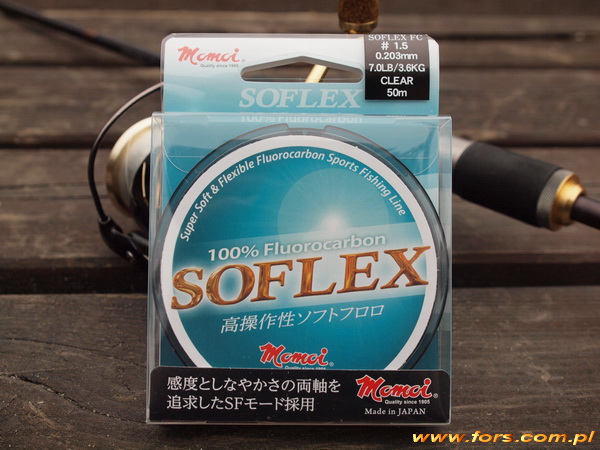 Momoi
Quality since 1905
SOFLEX FC
# 1.5
0.203mm
7.0LB/3.6KG
CLEAR
50m
SOFLEX
100% Fluorocarbon
Super Soft & Flexible Fluorocarbon Sports Fishing Line
100% Fluorocarbon
SOFLEX
高操作性ソフトフロロ
Momoi
感度としなやかさの両軸を
追求したSFモード採用
Momoi
Quality since 1905
Made in JAPAN
www.fors.com.pl